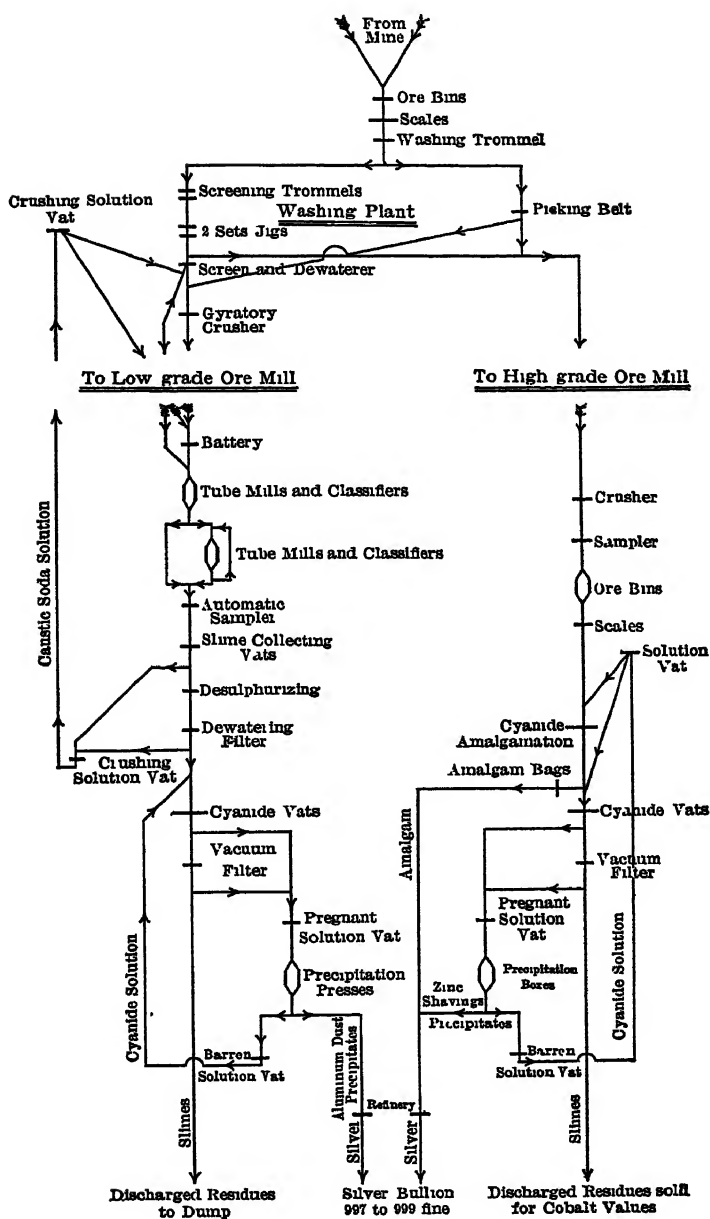 From
Mine
Ore Bins
Scales
Washing Trommel
Screening Trommels
Crushing Solution
Vat
Washing Plant
Picking Belt
2 Sets Jigs
Screen and Dewaterer
Gyratory
Crusher
To Low grade Ore Mill
To High grade Ore Mill
Battery
Tube Mills and Classifiers
Crusher
Sampler
Tube Mills and Classifiers
Ore Bins
Automatic
Sampler
Scales
Caustic Soda Solution
Slime Collecting
Vats
Solution
Vat
Desulphurizing
Dewatering
Filter
Cyanide
Amalgamation
Crushing
Solution Vat
Amalgam Bags
Cyanide Vats
Cyanide Vats
Amalgam
Vacuum
Filter
Vacuum
Filter
Pregnant
Solution Vat
Pregnant
Solution
Vat
Cyanide Solution
Cyanide Solution
Precipitation
Presses
Precipitation
Boxes
Zinc
Shavings
Precipitates
Barren
Solution Vat
Aluminum Dust
Precipitates
Barren
Solution Vat
Refinery
Slimes
Silver
Silver
Slimes
Discharged Residues
to Dump
Silver Bullion
997 to 999 fine
Discharged Residues sold
for Cobalt Values